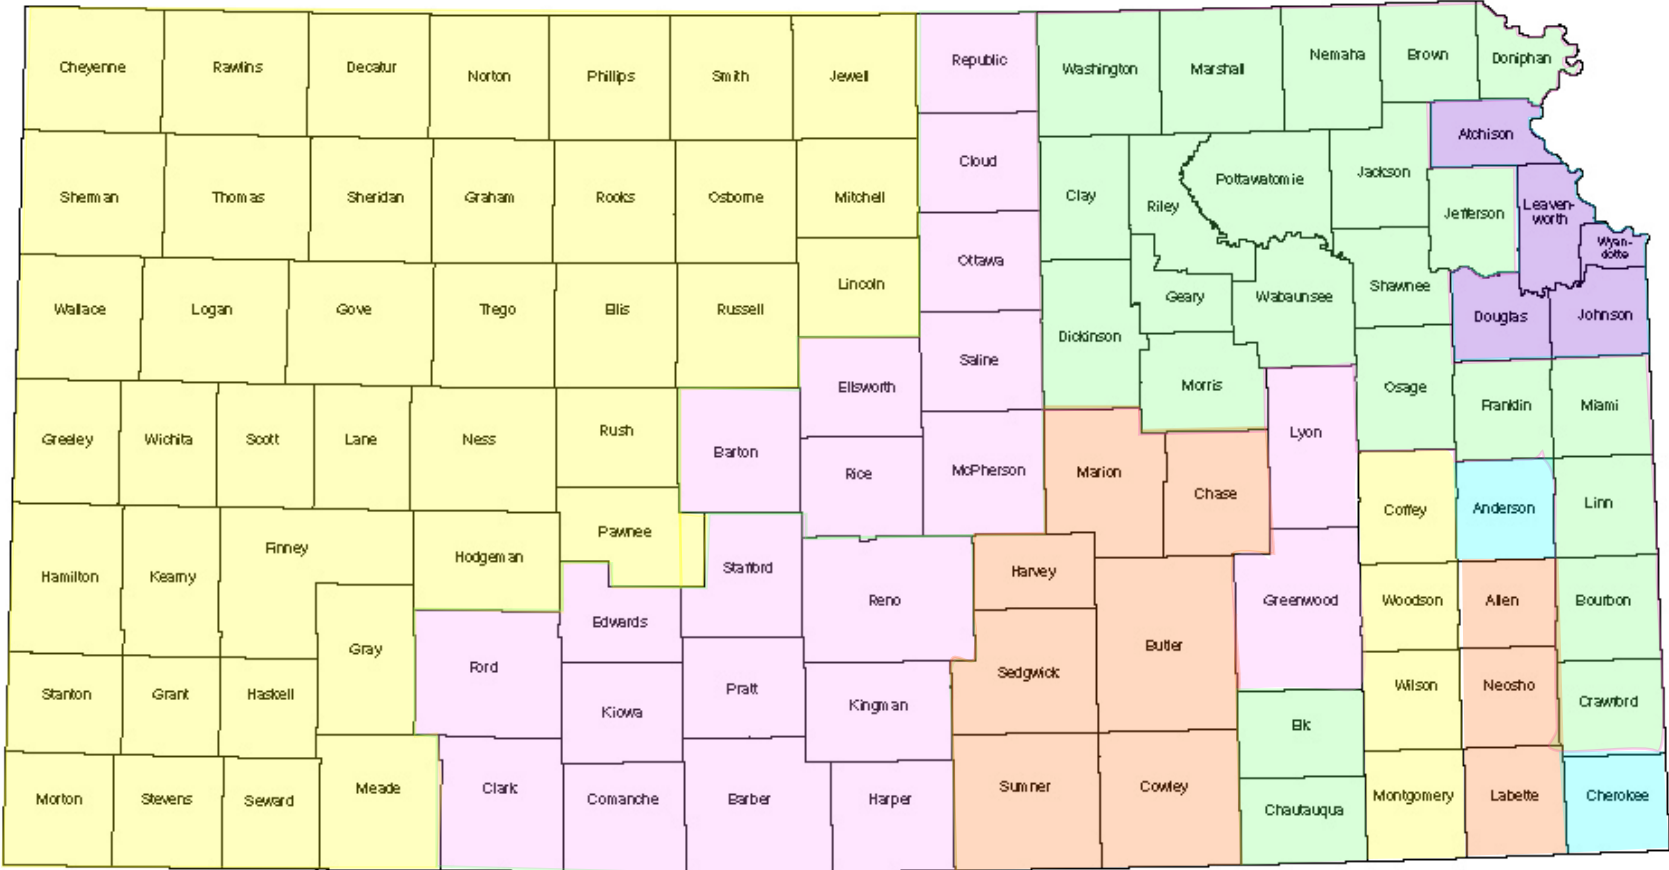 Cheyenne
Rawlins
Decatur
Norton
Phillips
Smith
Jewell
Republic
Washington
Marshall
Nemaha
Brown
Doniphan
Atchison
Sherman
Thomas
Sheridan
Graham
Rooks
Osborne
Mitchell
Cloud
Clay
Riley
Pottawatomie
Jackson
Jefferson
Leaven-
worth
Wyan-
dotte
Wallace
Logan
Gove
Trego
Ellis
Russell
Lincoln
Ottawa
Dickinson
Geary
Wabaunsee
Shawnee
Douglas
Johnson
Ellsworth
Saline
Morris
Osage
Franklin
Miami
Greeley
Wichita
Scott
Lane
Ness
Rush
Barton
Rice
McPherson
Marion
Chase
Lyon
Coffey
Anderson
Linn
Hamilton
Kearny
Finney
Hodgeman
Pawnee
Stafford
Reno
Harvey
Greenwood
Woodson
Allen
Bourbon
Gray
Ford
Edwards
Pratt
Kingman
Sedgwick
Butler
Wilson
Neosho
Crawford
Stanton
Grant
Haskell
Kiowa
Elk
Morton
Stevens
Seward
Meade
Clark
Comanche
Barber
Harper
Sumner
Cowley
Chautauqua
Montgomery
Labette
Cherokee